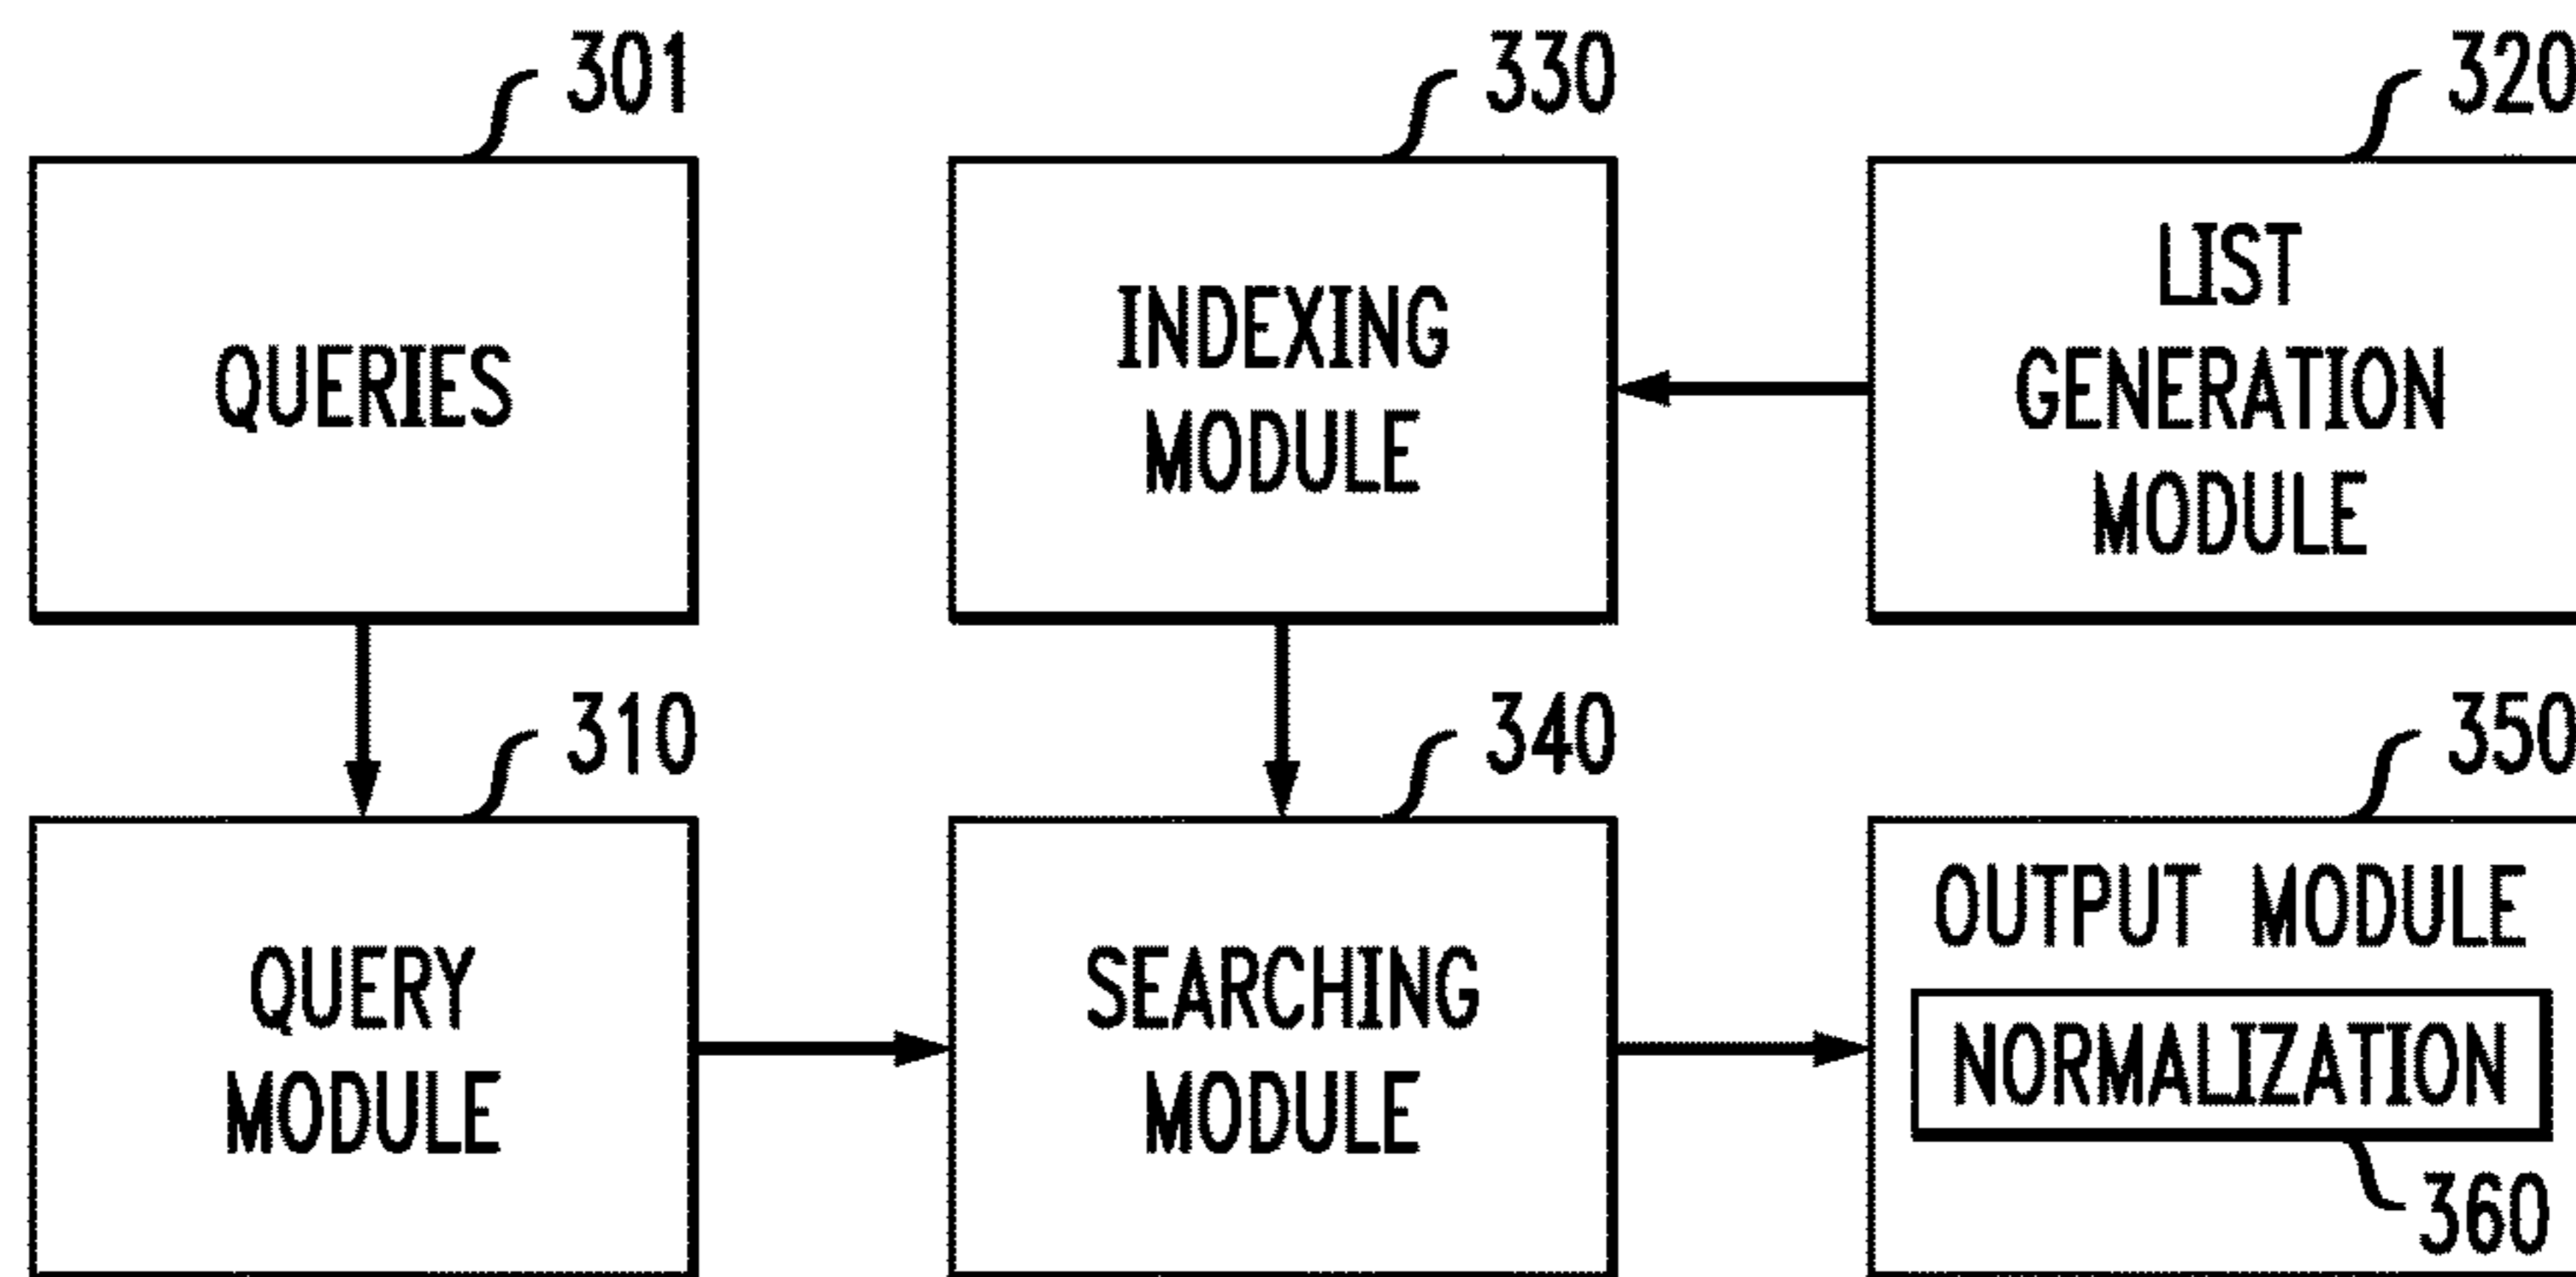 301
330
320
QUERIES
INDEXING
MODULE
LIST
GENERATION
MODULE
310
340
350
QUERY
MODULE
SEARCHING
MODULE
OUTPUT MODULE
NORMALIZATION
360